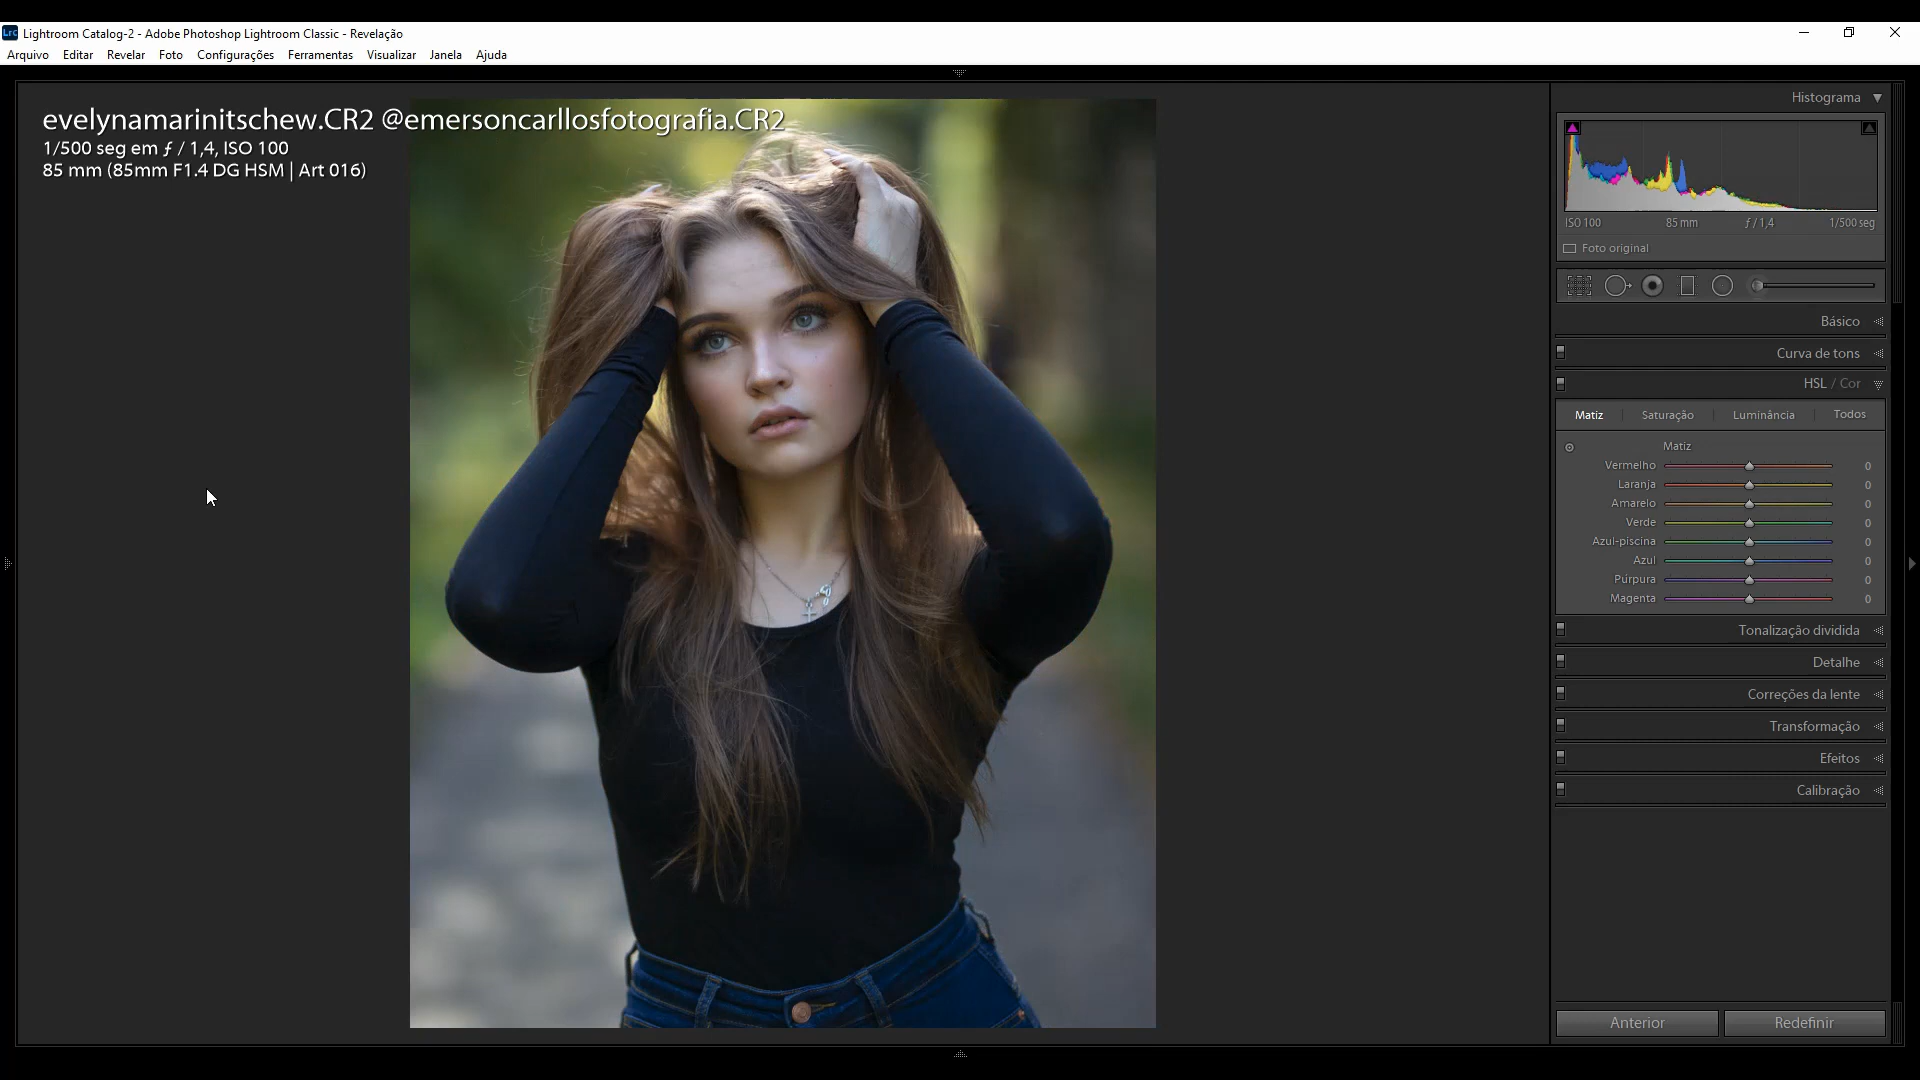 Lrc Lightroom Catalog-2 - Adobe Photoshop Lightroom Classic - Revelação
Arquivo Editar Revelar Foto Configurações Ferramentas Visualizar Janela Ajuda
evelynamarinitschew.CR2 @emersoncarllosfotografia.CR2
1/500 seg em ƒ / 1,4, ISO 100
85 mm (85mm F1.4 DG HSM | Art 016)
Histograma
ISO 100 85 mm ƒ / 1,4 1/500 seg
Foto original
Básico
Curva de tons
HSL / Cor
Matiz | Saturação | Luminância | Todos
Matiz
Vermelho 0
Laranja 0
Amarelo 0
Verde 0
Azul-piscina 0
Azul 0
Púrpura 0
Magenta 0
Tonalização dividida
Detalhe
Correções da lente
Transformação
Efeitos
Calibração
Anterior Redefinir